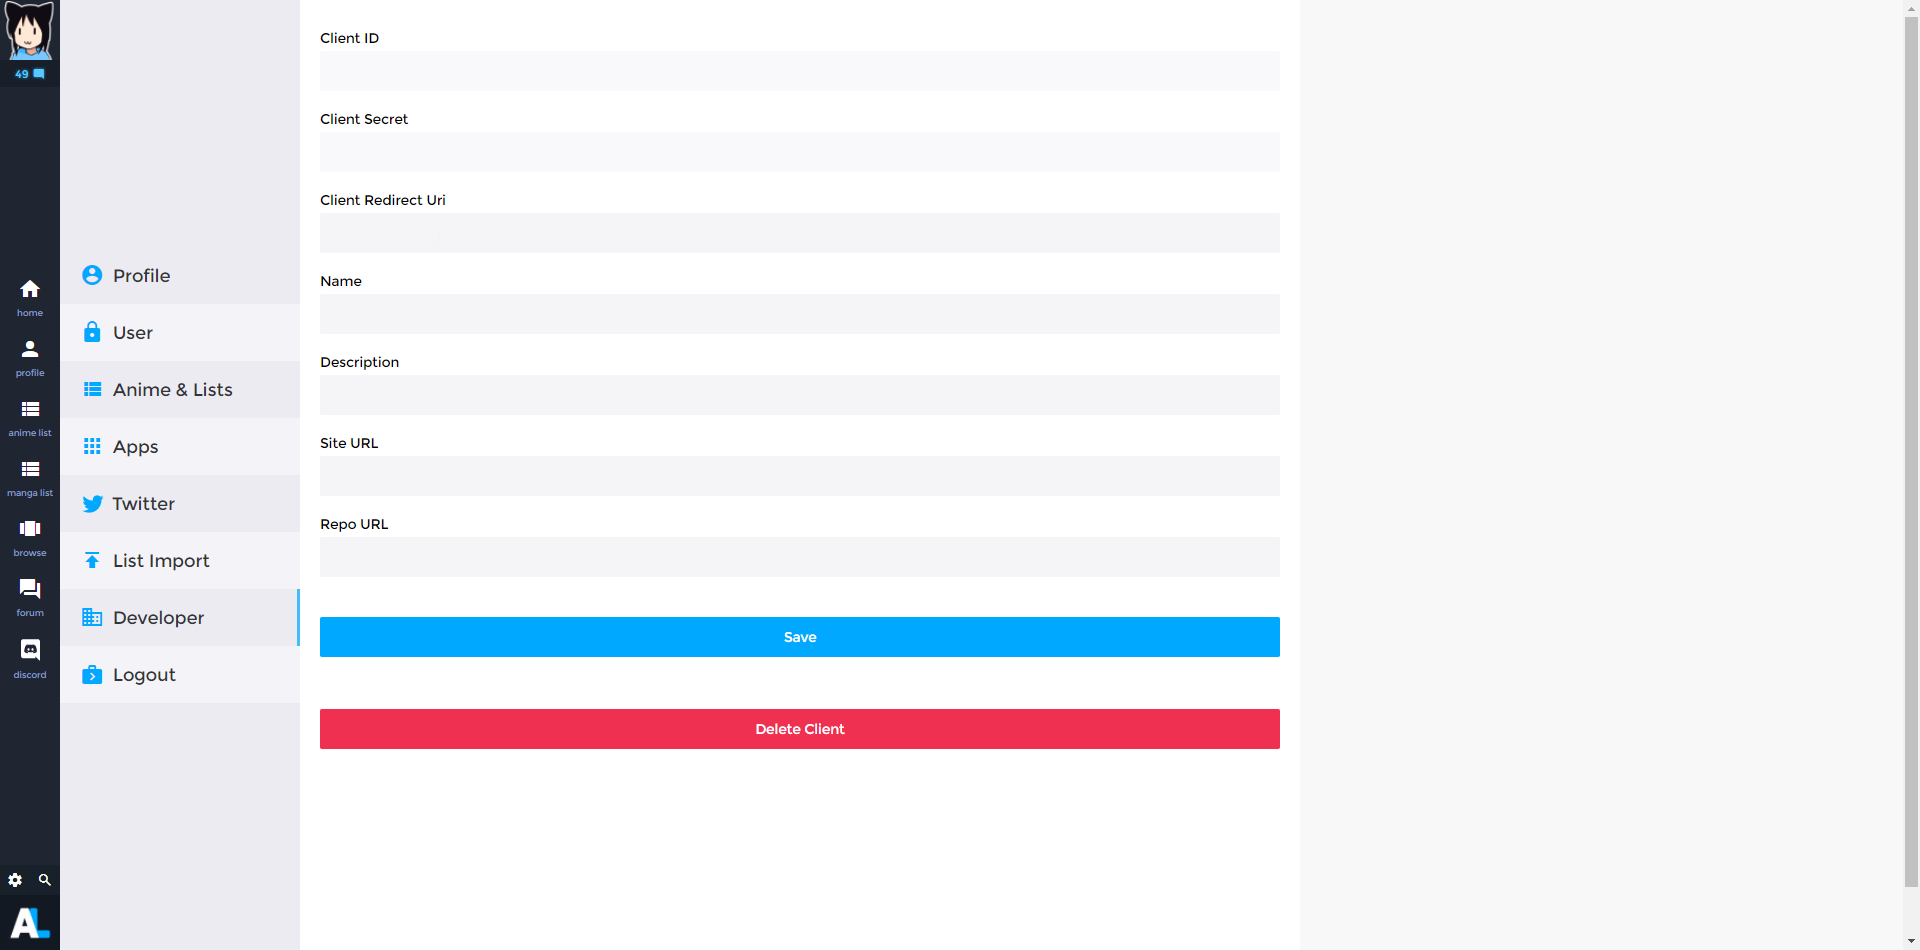 49
home
profile
anime list
manga list
browse
forum
discord
AL
Profile
User
Anime & Lists
Apps
Twitter
List Import
Developer
Logout
Client ID
Client Secret
Client Redirect Uri
Name
Description
Site URL
Repo URL
Save
Delete Client